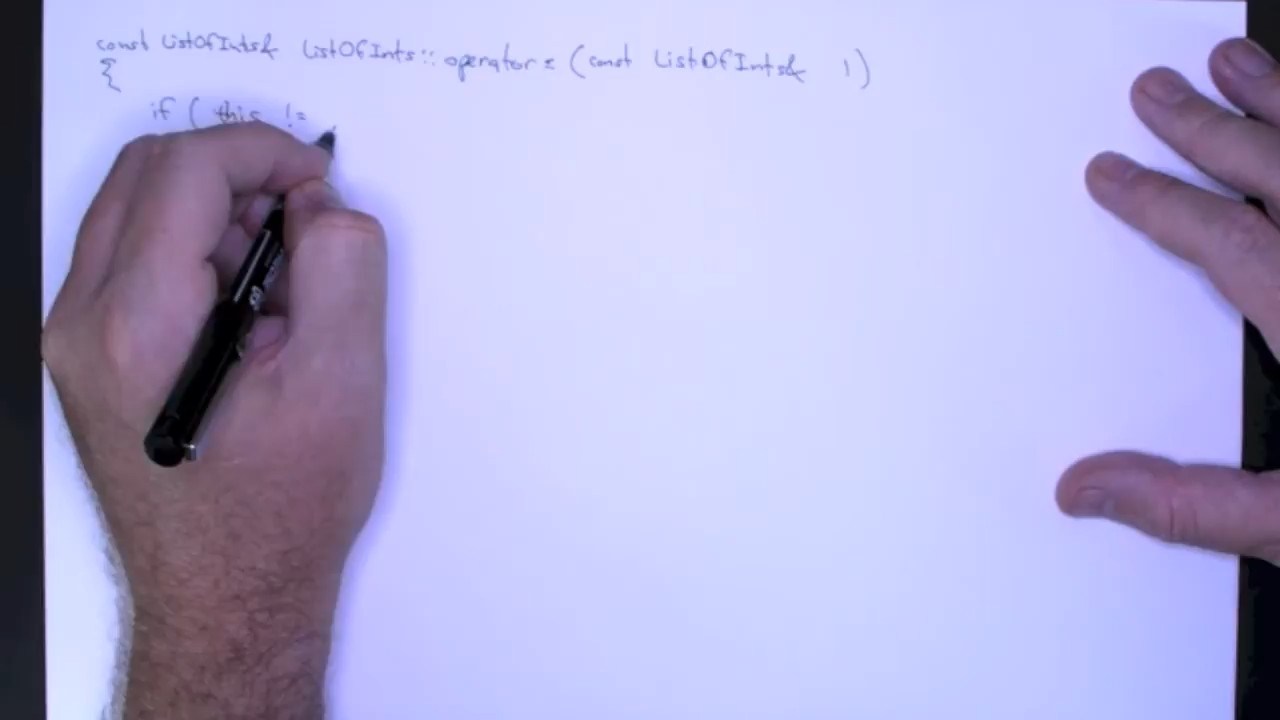 const ListOfInts& ListOfInts::operator= (const ListOfInts& l)
{
if ( this !=